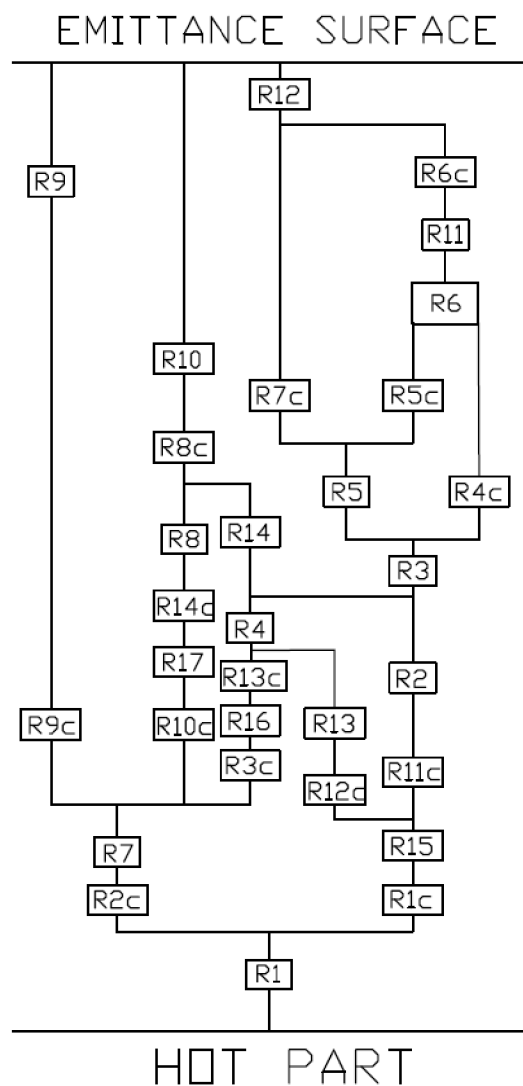 EMITTANCE SURFACE
R12
R9
R6c
R11
R6
R10
R7c
R5c
R8c
R5
R4c
R8
R14
R3
R14c
R4
R17
R13c
R2
R9c
R10c
R16
R13
R3c
R12c
R11c
R7
R15
R2c
R1c
R1
HOT PART